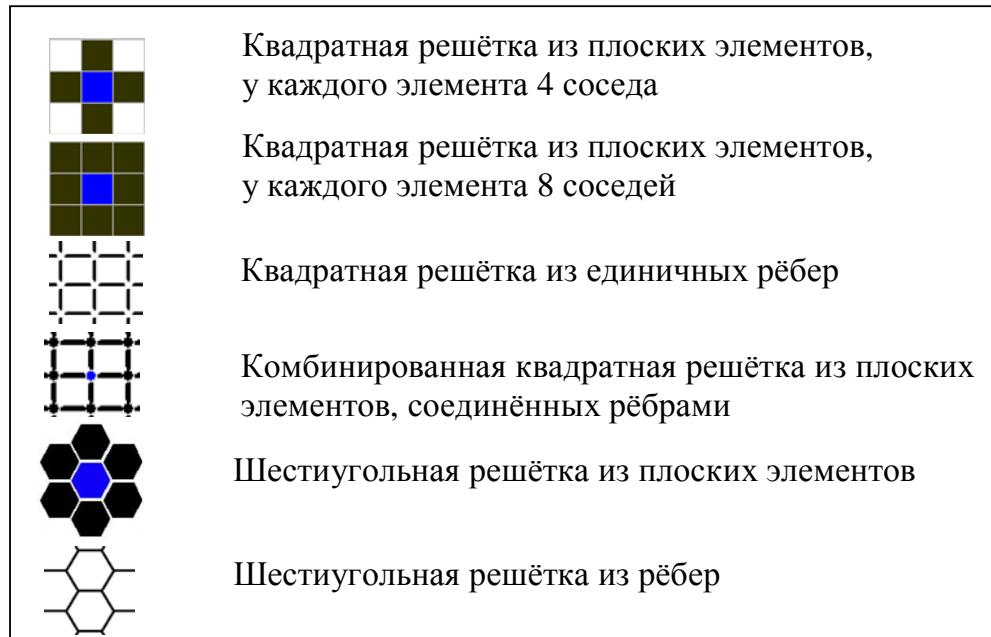 Квадратная решётка из плоских элементов,
у каждого элемента 4 соседа
Квадратная решётка из плоских элементов,
у каждого элемента 8 соседей
Квадратная решётка из единичных рёбер
Комбинированная квадратная решётка из плоских
элементов, соединённых рёбрами
Шестиугольная решётка из плоских элементов
Шестиугольная решётка из рёбер